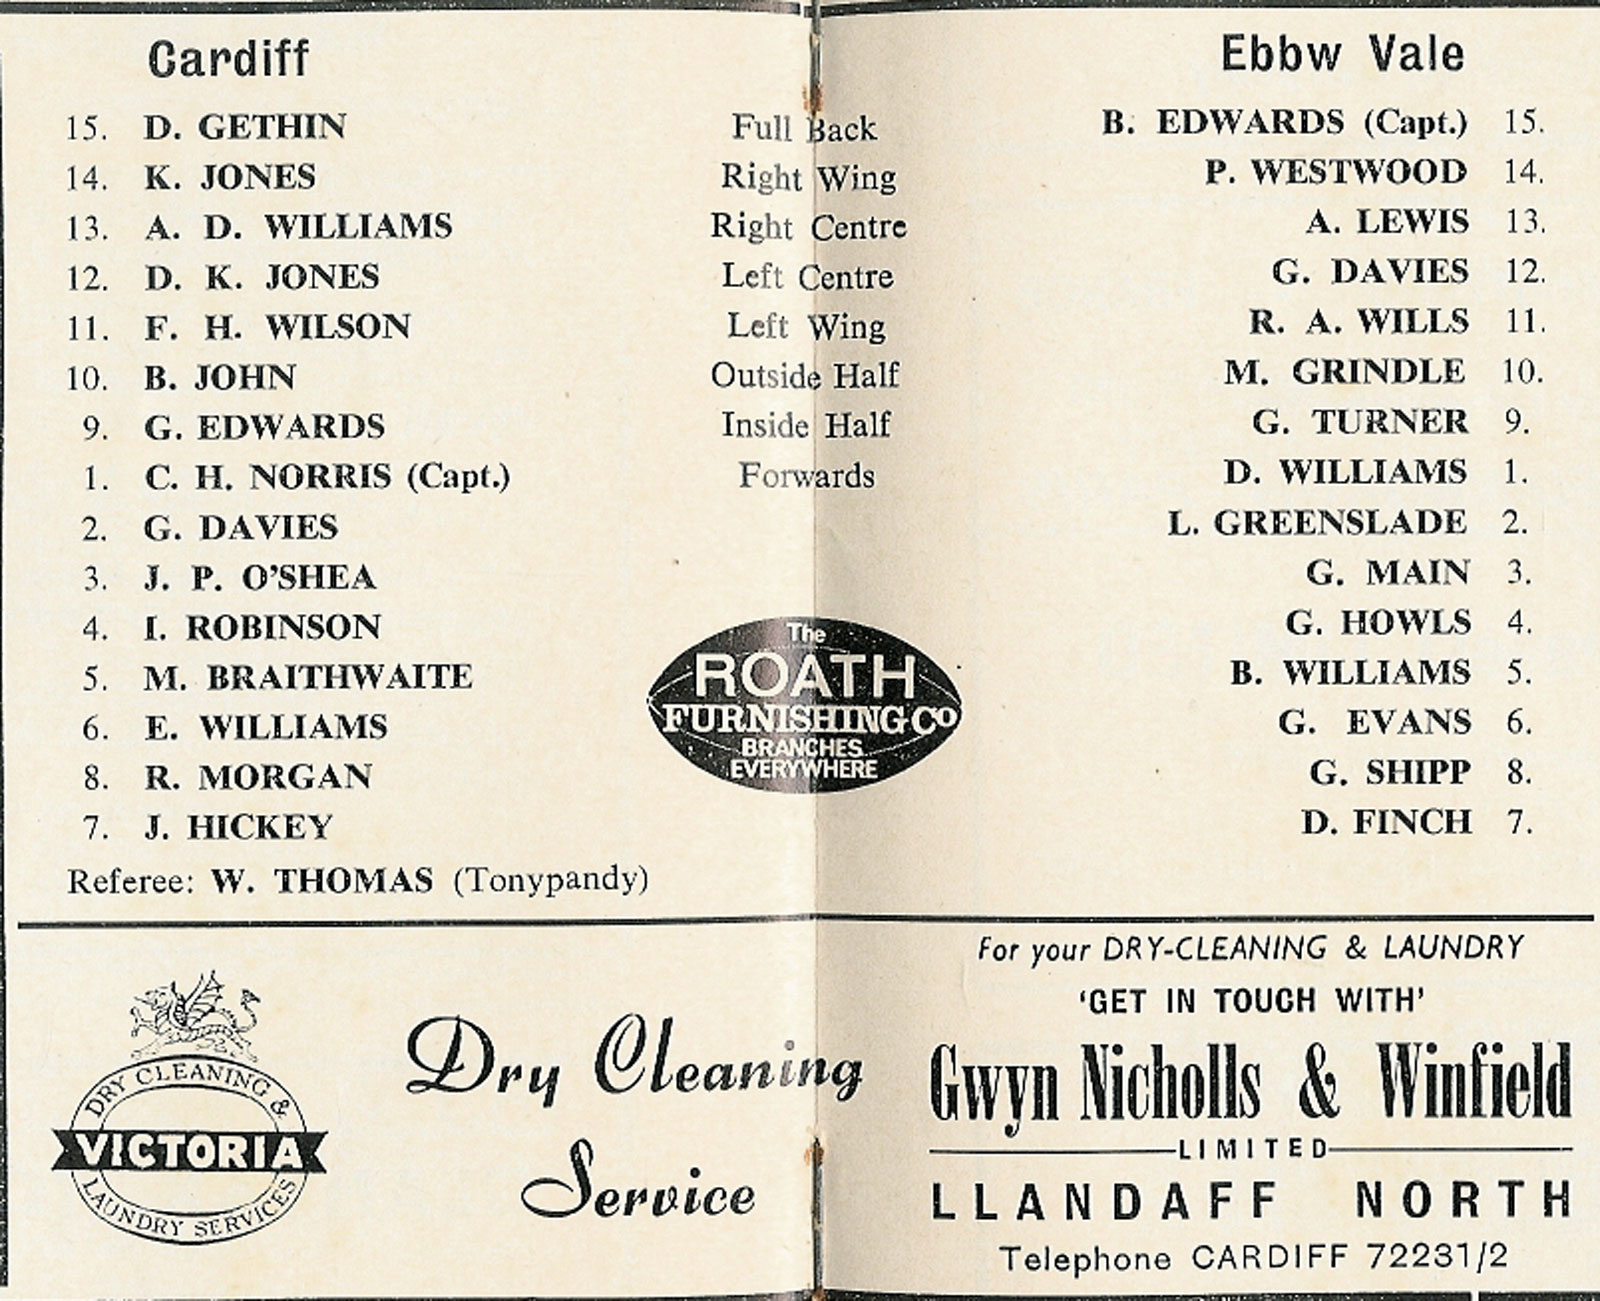 Cardiff
Ebbw Vale
15. D. GETHIN Full Back B. EDWARDS (Capt.) 15.
14. K. JONES Right Wing P. WESTWOOD 14.
13. A. D. WILLIAMS Right Centre A. LEWIS 13.
12. D. K. JONES Left Centre G. DAVIES 12.
11. F. H. WILSON Left Wing R. A. WILLS 11.
10. B. JOHN Outside Half M. GRINDLE 10.
9. G. EDWARDS Inside Half G. TURNER 9.
1. C. H. NORRIS (Capt.) Forwards D. WILLIAMS 1.
2. G. DAVIES L. GREENSLADE 2.
3. J. P. O'SHEA G. MAIN 3.
4. I. ROBINSON G. HOWLS 4.
5. M. BRAITHWAITE B. WILLIAMS 5.
6. E. WILLIAMS G. EVANS 6.
8. R. MORGAN G. SHIPP 8.
7. J. HICKEY D. FINCH 7.
The
ROATH
FURNISHING Co
BRANCHES
EVERYWHERE
Referee: W. THOMAS (Tonypandy)
DRY CLEANING &
VICTORIA
LAUNDRY SERVICES
Dry Cleaning
Service
For your DRY-CLEANING & LAUNDRY
'GET IN TOUCH WITH'
Gwyn Nicholls & Winfield
LIMITED
LLANDAFF NORTH
Telephone CARDIFF 72231/2